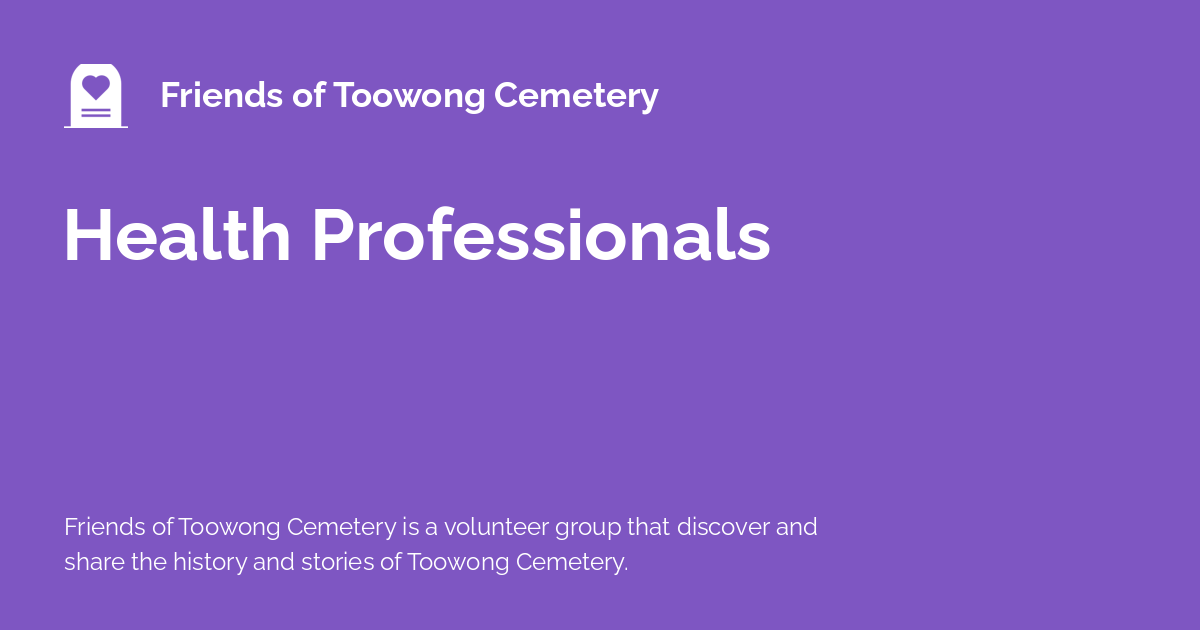 Friends of Toowong Cemetery
Health Professionals
Friends of Toowong Cemetery is a volunteer group that discover and
share the history and stories of Toowong Cemetery.